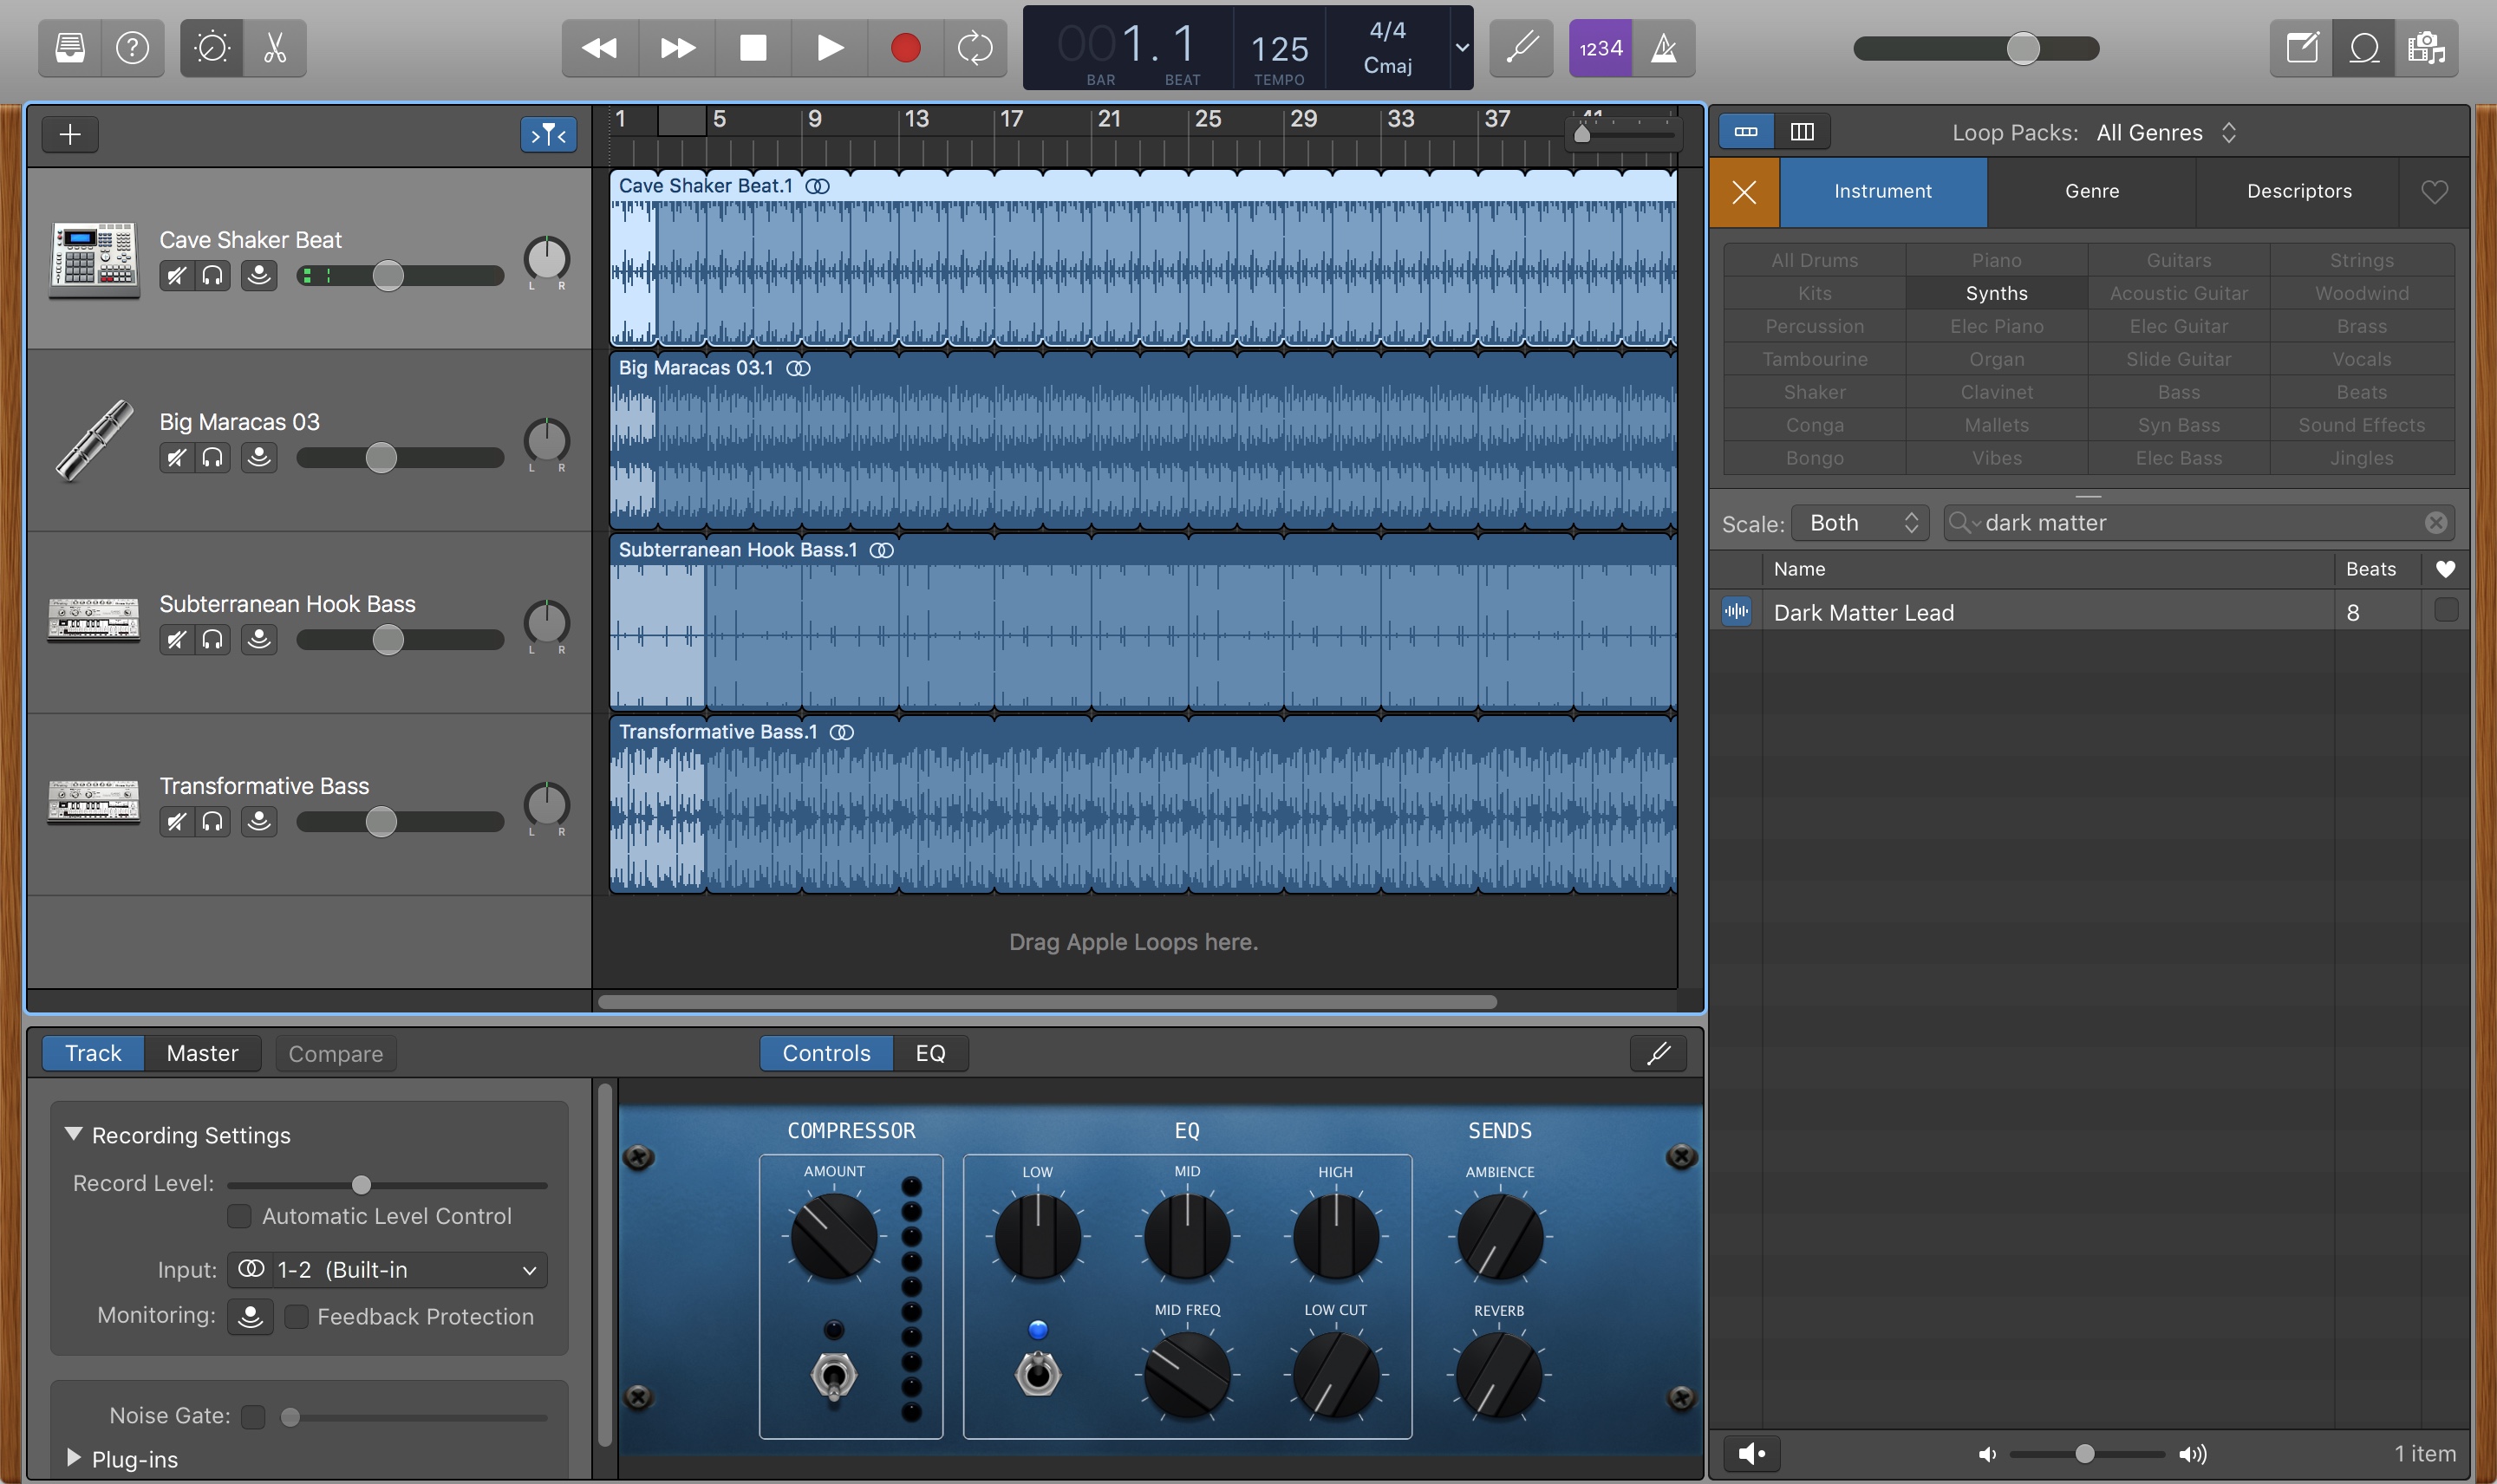 001. 1 125 4/4 Cmaj
BAR BEAT TEMPO
1234
1 5 9 13 17 21 25 29 33 37 41
Cave Shaker Beat
L R
Cave Shaker Beat.1
Big Maracas 03
L R
Big Maracas 03.1
Subterranean Hook Bass
L R
Subterranean Hook Bass.1
Transformative Bass
L R
Transformative Bass.1
Drag Apple Loops here.
Loop Packs: All Genres
Instrument Genre Descriptors
All Drums Piano Guitars Strings
Kits Synths Acoustic Guitar Woodwind
Percussion Elec Piano Elec Guitar Brass
Tambourine Organ Slide Guitar Vocals
Shaker Clavinet Bass Beats
Conga Mallets Syn Bass Sound Effects
Bongo Vibes Elec Bass Jingles
Scale: Both dark matter
Name Beats
Dark Matter Lead 8
1 item
Track Master Compare Controls EQ
Recording Settings
Record Level:
Automatic Level Control
Input: 1-2 (Built-in
Monitoring: Feedback Protection
Noise Gate:
Plug-ins
COMPRESSOR EQ SENDS
AMOUNT LOW MID HIGH AMBIENCE
MID FREQ LOW CUT REVERB